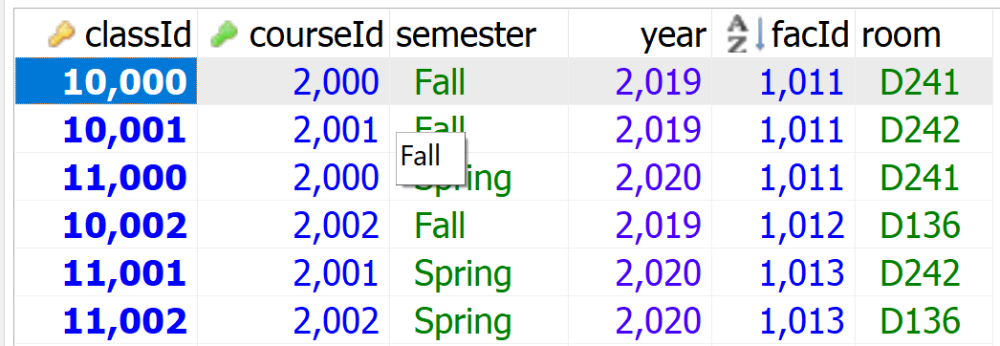 classId courseId semester year A Z facId room
10,000 2,000 Fall 2,019 1,011 D241
10,001 2,001 Fall 2,019 1,011 D242
Fall
11,000 2,000 Spring 2,020 1,011 D241
10,002 2,002 Fall 2,019 1,012 D136
11,001 2,001 Spring 2,020 1,013 D242
11,002 2,002 Spring 2,020 1,013 D136